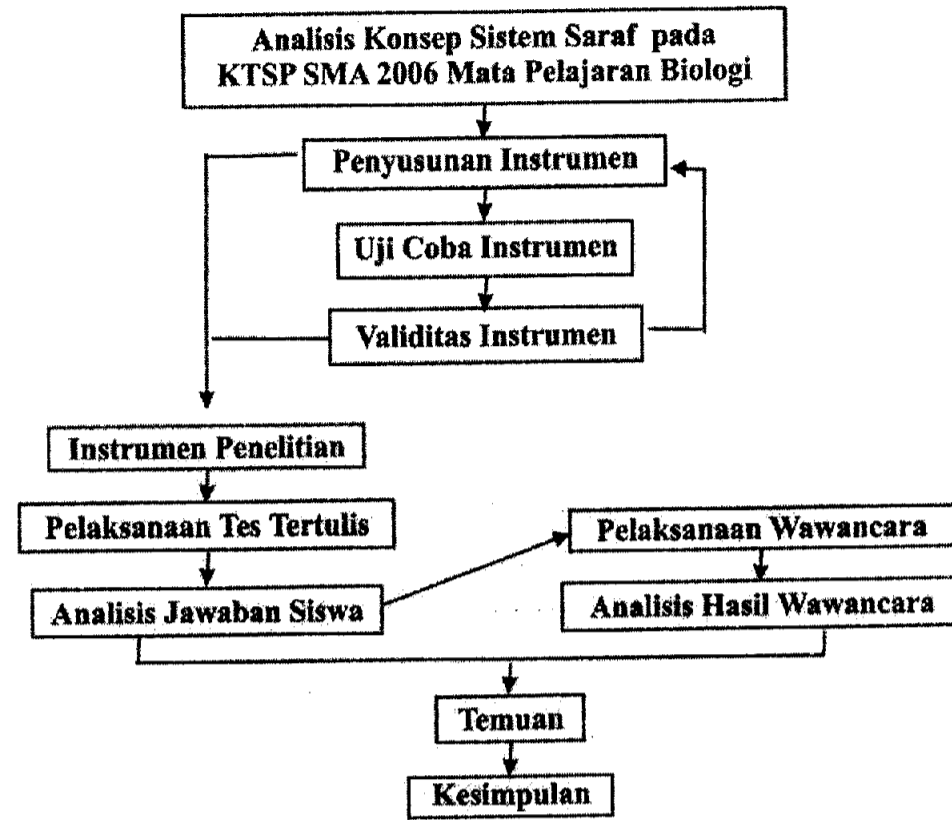 Analisis Konsep Sistem Saraf pada
KTSP SMA 2006 Mata Pelajaran Biologi
Penyusunan Instrumen
Uji Coba Instrumen
Validitas Instrumen
Instrumen Penelitian
Pelaksanaan Tes Tertulis
Analisis Jawaban Siswa
Pelaksanaan Wawancara
Analisis Hasil Wawancara
Temuan
Kesimpulan